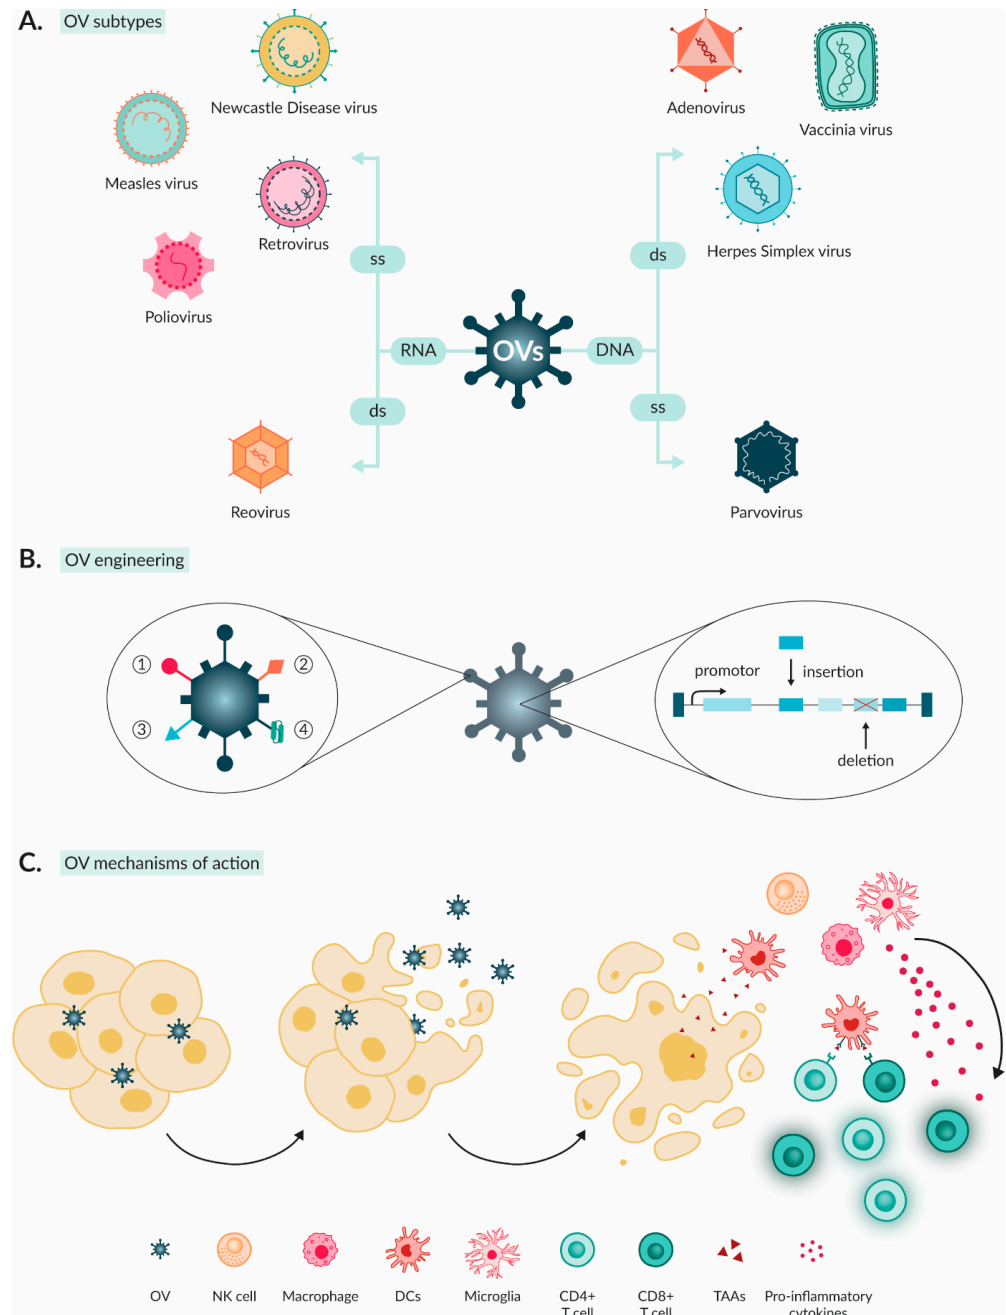 A. OV subtypes
Newcastle Disease virus
Adenovirus
Vaccinia virus
Measles virus
Retrovirus
Herpes Simplex virus
ss
ds
Poliovirus
RNA
OVs
DNA
ds
ss
Reovirus
Parvovirus
B. OV engineering
1
2
3
4
promotor
insertion
deletion
C. OV mechanisms of action
OV
NK cell
Macrophage
DCs
Microglia
CD4+
T cell
CD8+
T cell
TAAs
Pro-inflammatory
cytokines